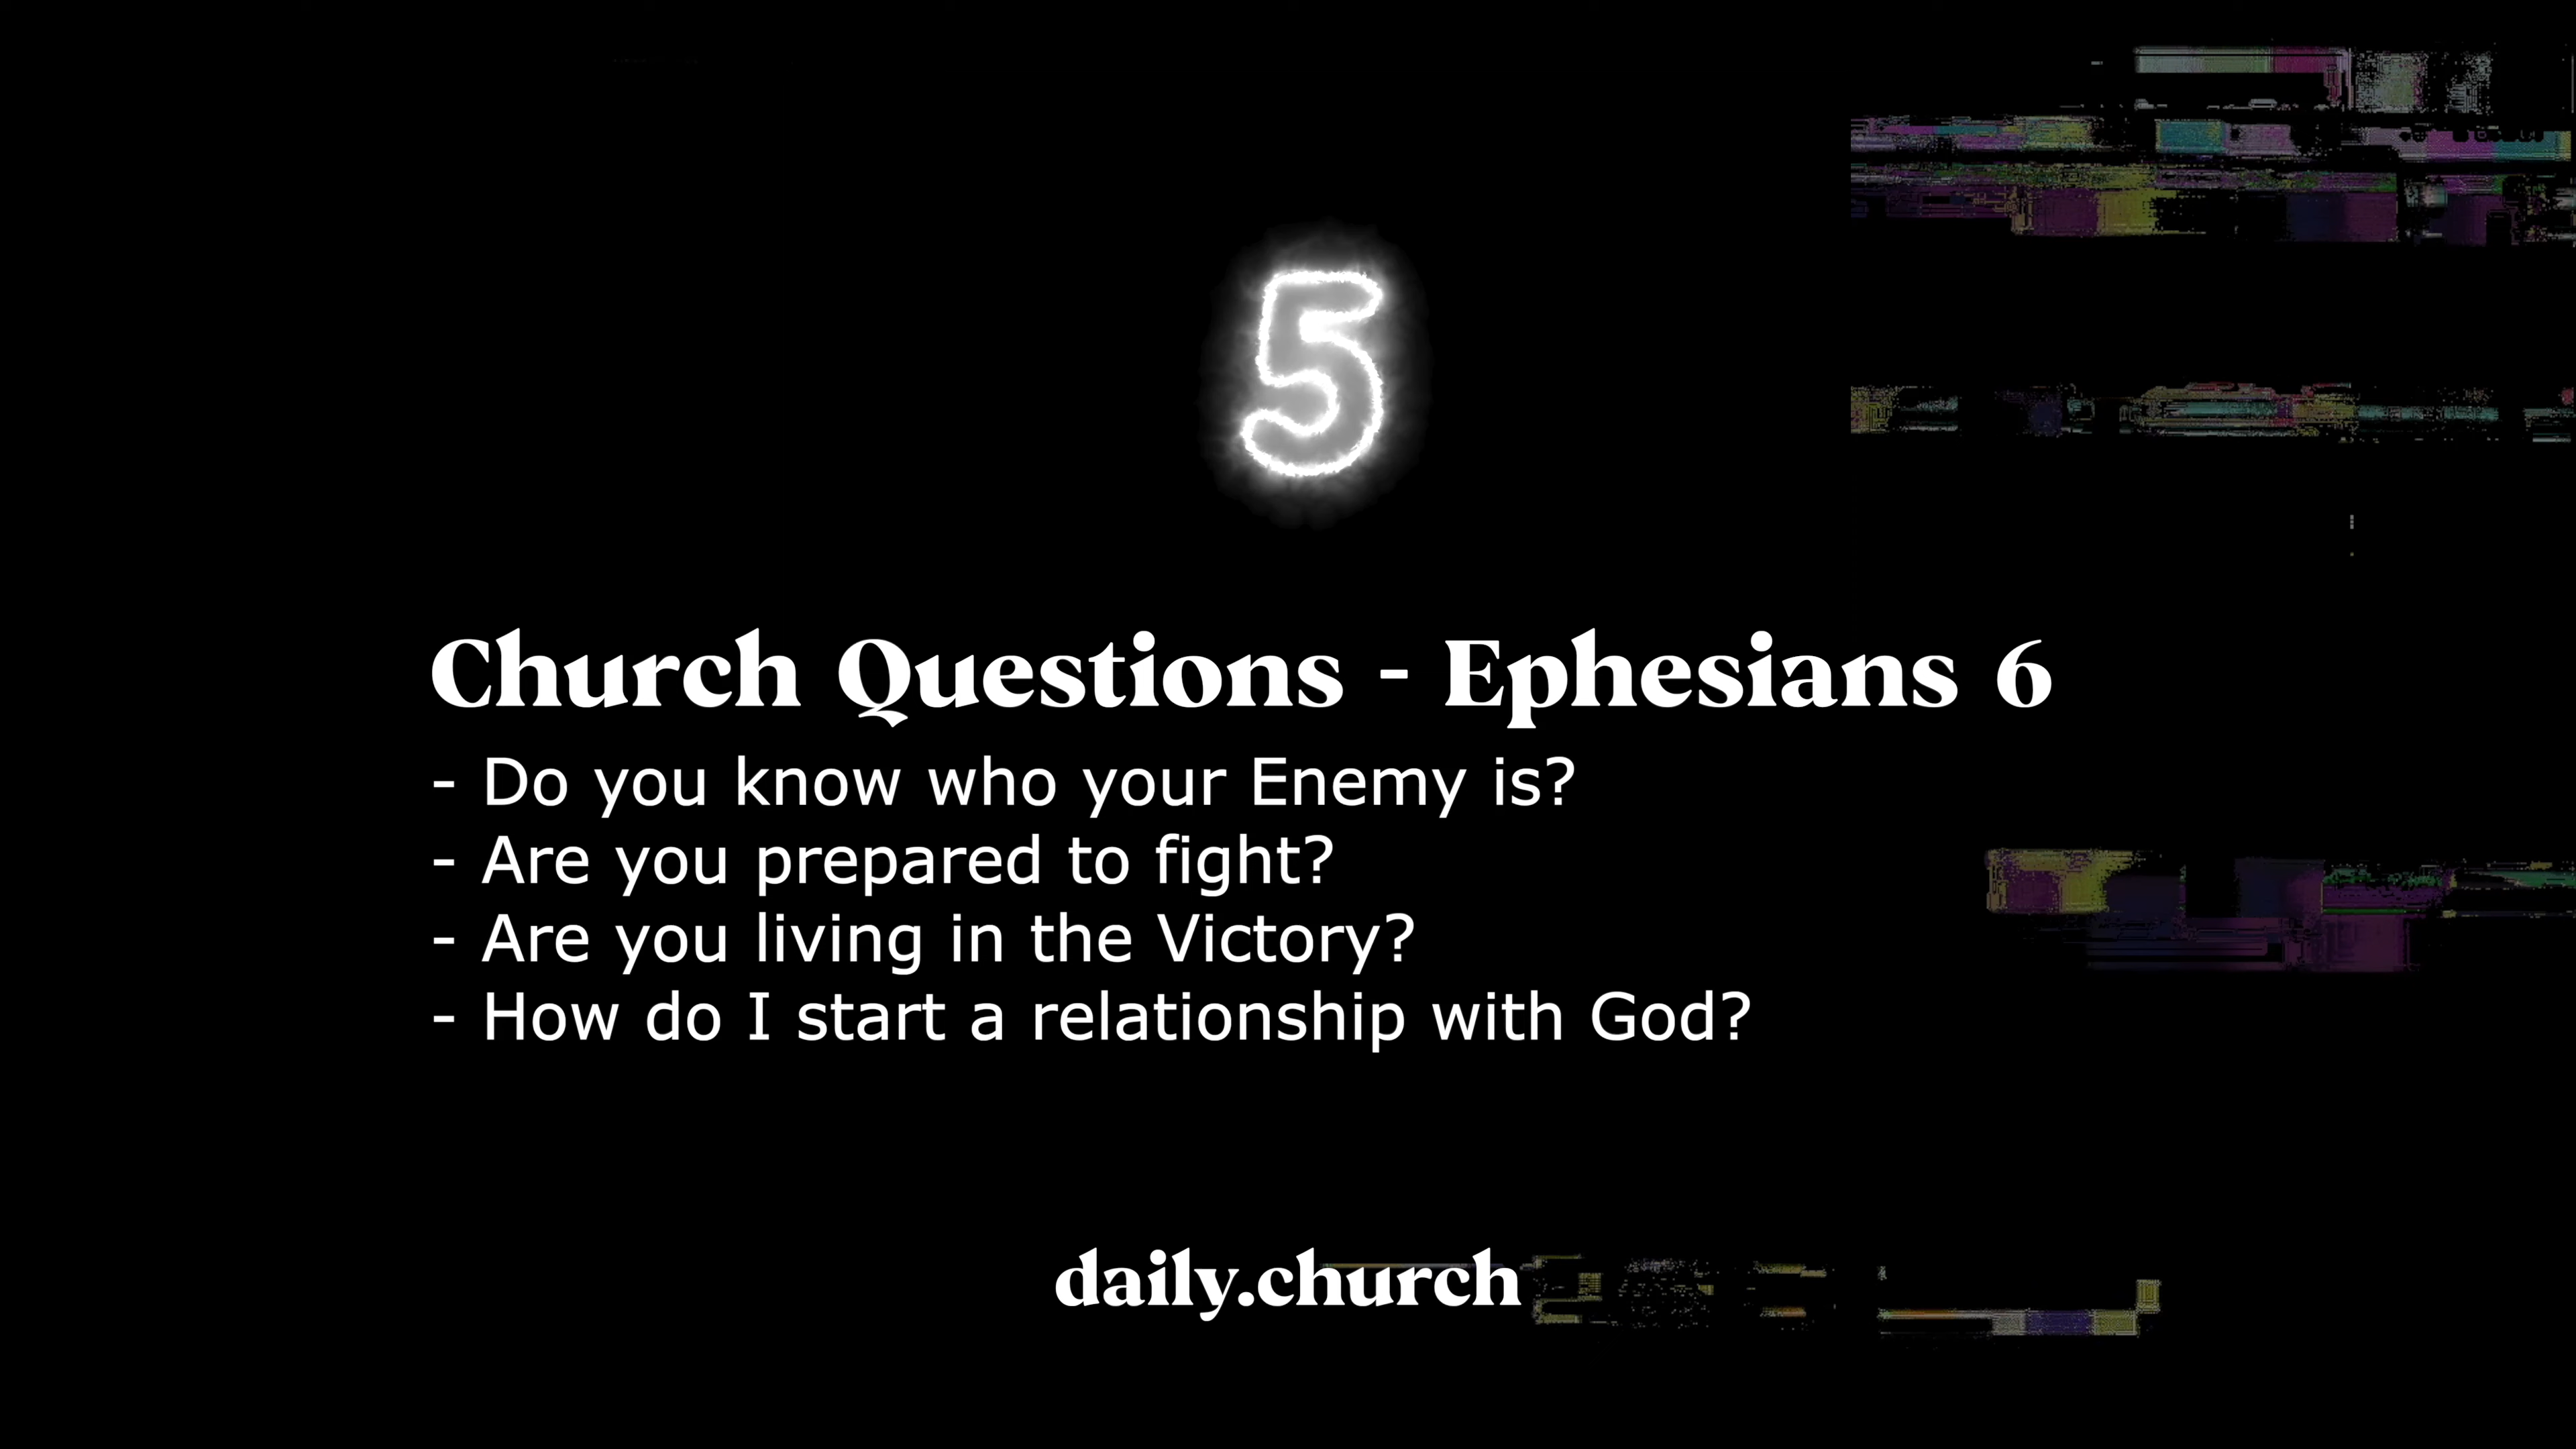 5
Church Questions - Ephesians 6
- Do you know who your Enemy is?
- Are you prepared to fight?
- Are you living in the Victory?
- How do I start a relationship with God?
daily.church